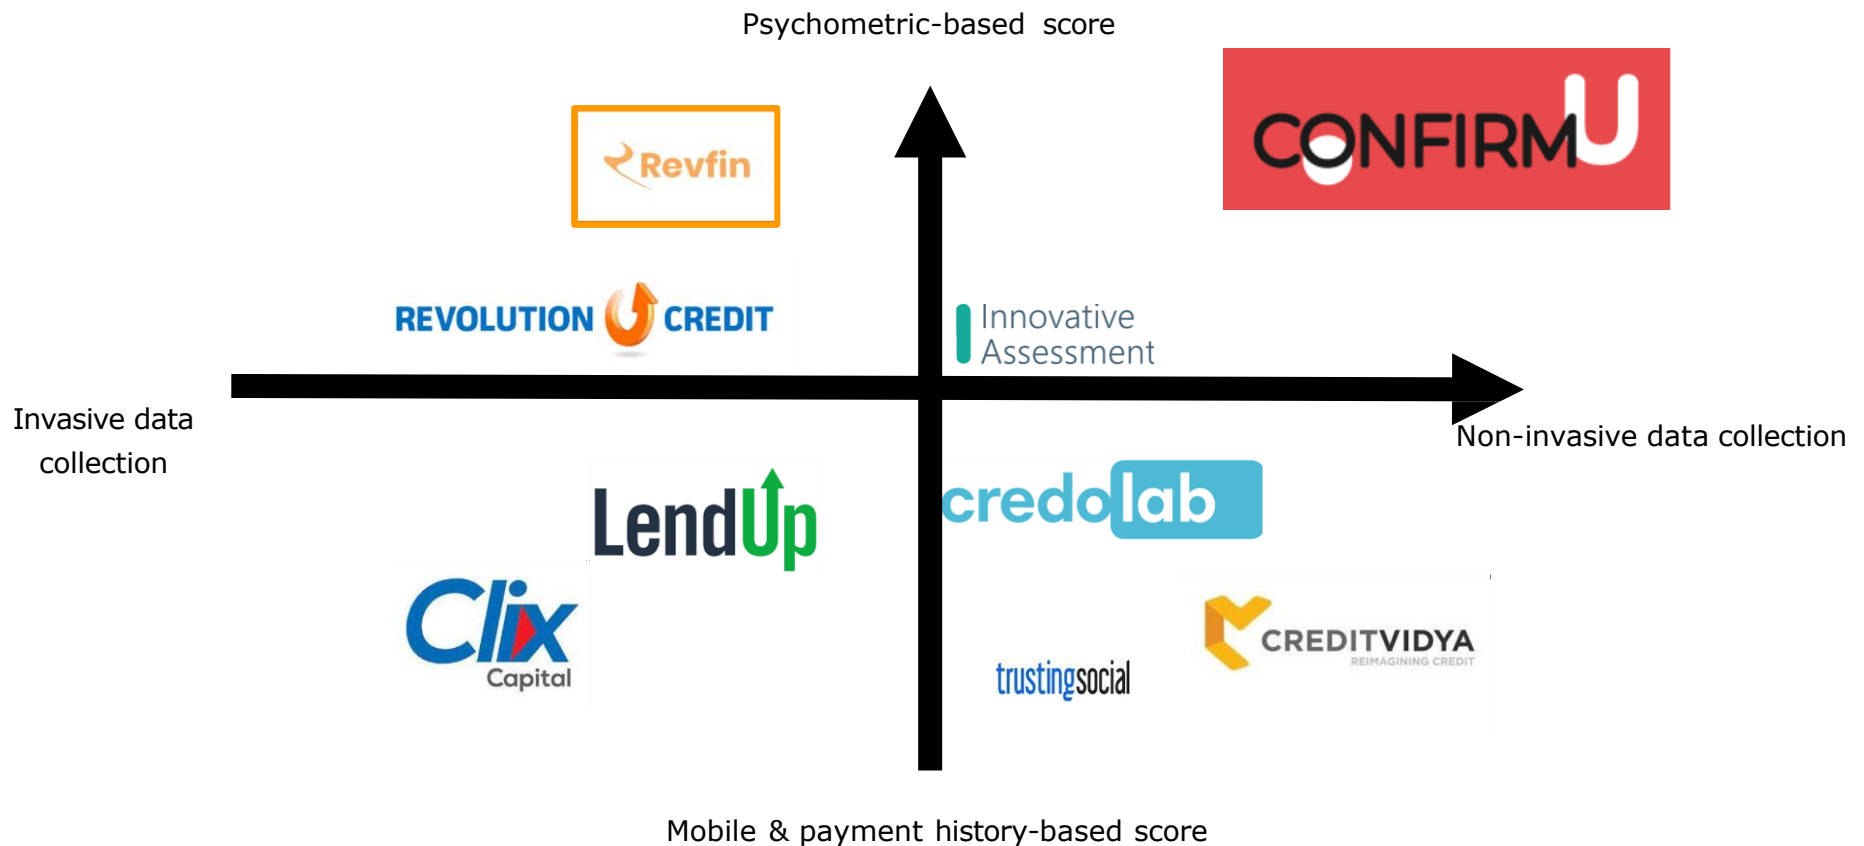 Psychometric-based score
CONFIRMU
Revfin
REVOLUTION CREDIT
Innovative
Assessment
Invasive data
collection
Non-invasive data collection
LendUp
credolab
Clix
Capital
CREDITVIDYA
REIMAGINING CREDIT
trustingsocial
Mobile & payment history-based score